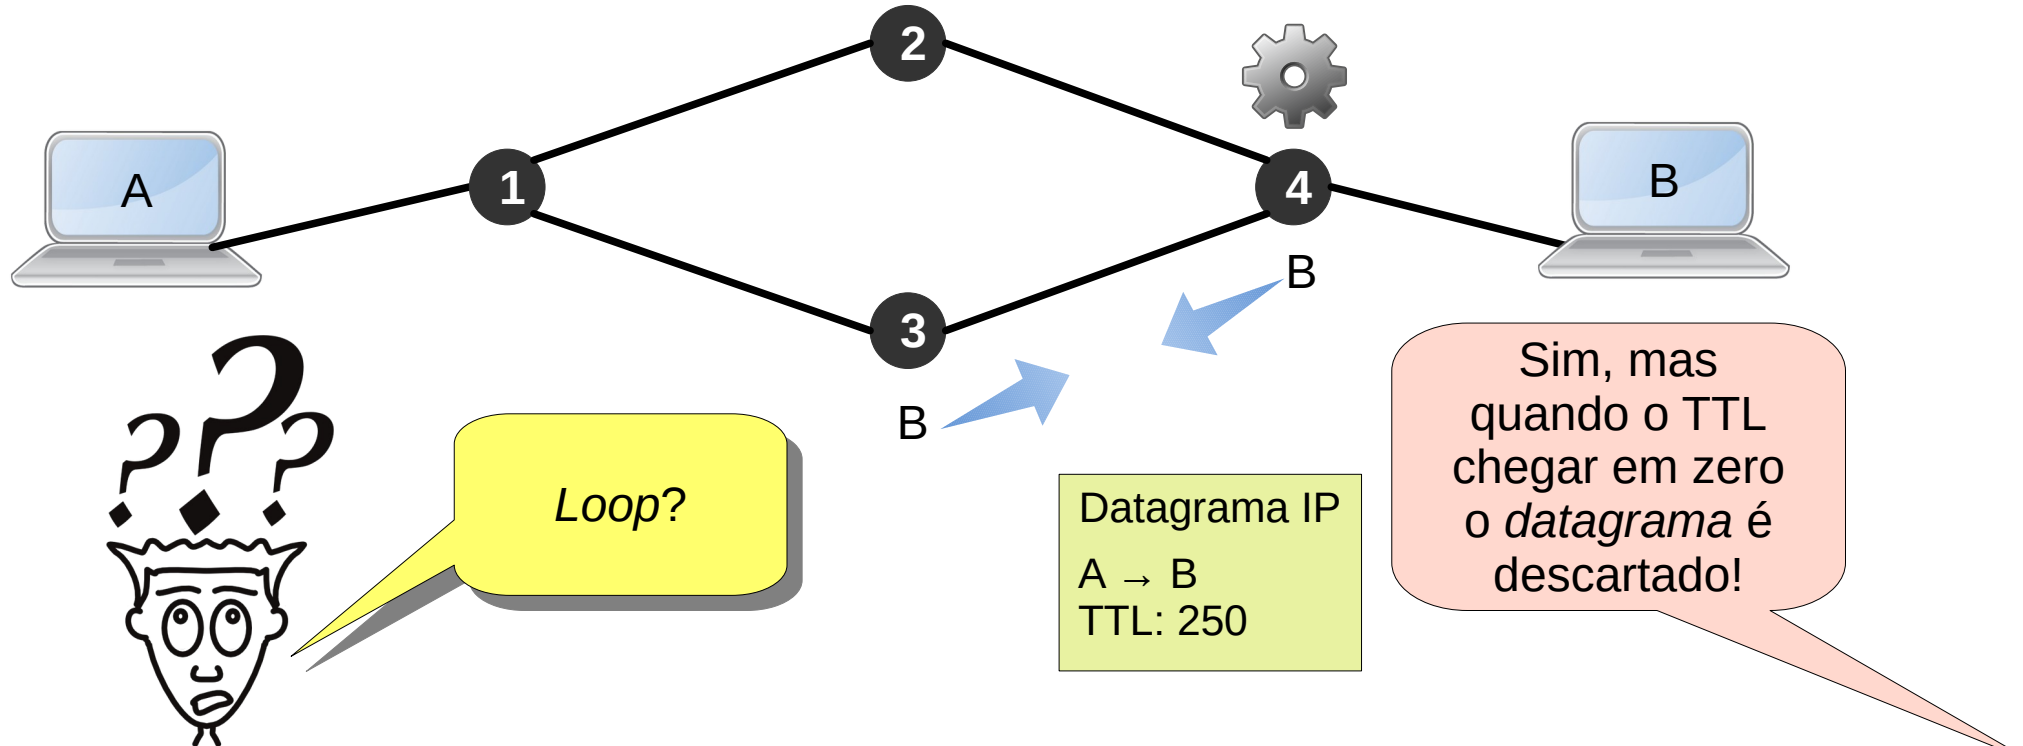 2
A
1
4
B
B
3
B
Loop?
Datagrama IP
A → B
TTL: 250
Sim, mas
quando o TTL
chegar em zero
o datagrama é
descartado!
???